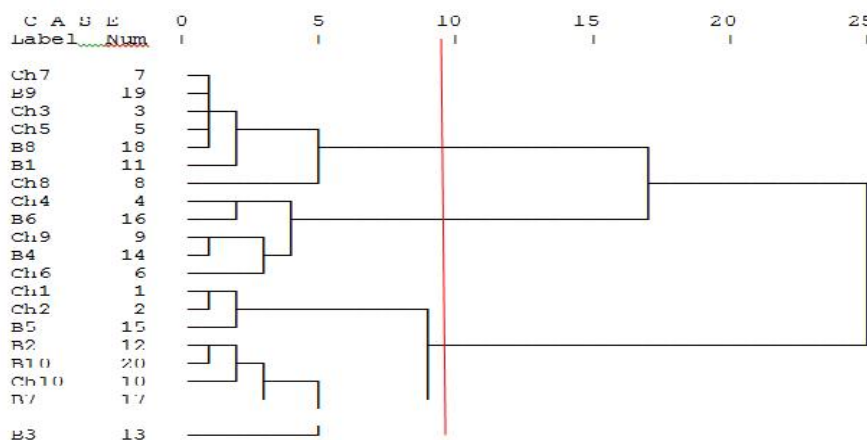 C A S E 0 5 10 15 20 25
Label Num
Ch7 7
B9 19
Ch3 3
Ch5 5
B8 18
B1 11
Ch8 8
Ch4 4
B6 16
Ch9 9
B4 14
Ch6 6
Ch1 1
Ch2 2
B5 15
B2 12
B10 20
Ch10 10
B7 17
B3 13